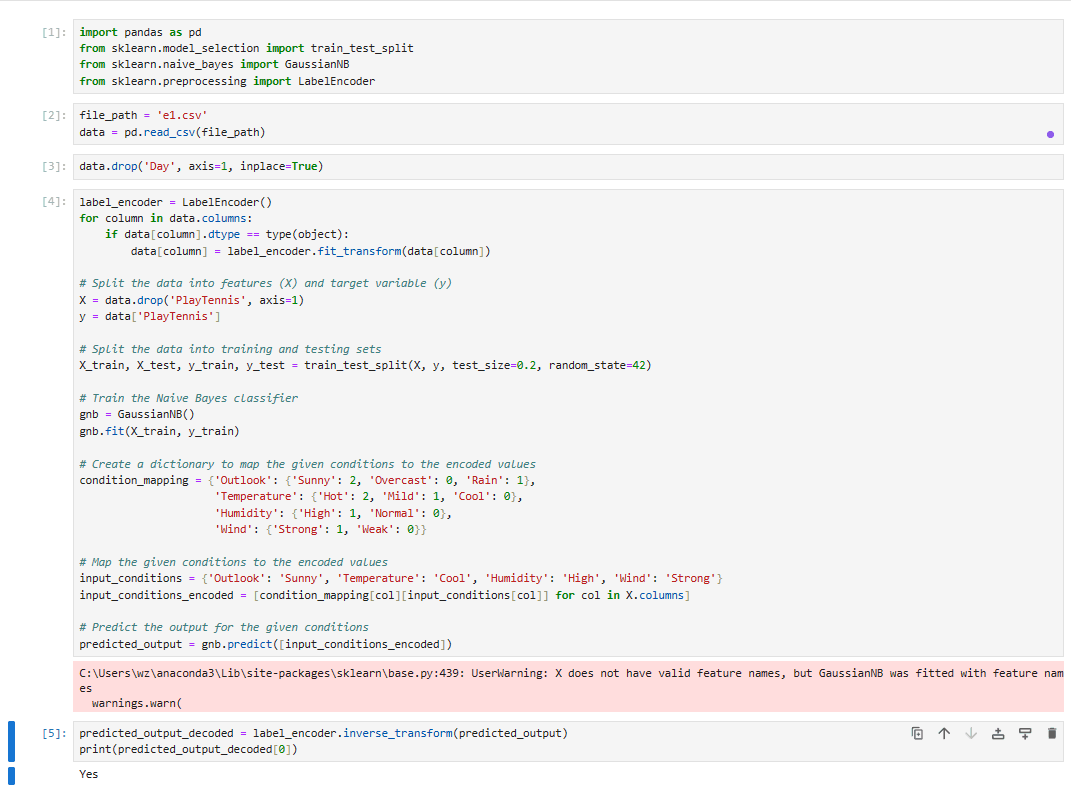 [1]: import pandas as pd
from sklearn.model_selection import train_test_split
from sklearn.naive_bayes import GaussianNB
from sklearn.preprocessing import LabelEncoder
[2]: file_path = 'e1.csv'
data = pd.read_csv(file_path)
[3]: data.drop('Day', axis=1, inplace=True)
[4]: label_encoder = LabelEncoder()
for column in data.columns:
    if data[column].dtype == type(object):
        data[column] = label_encoder.fit_transform(data[column])
# Split the data into features (X) and target variable (y)
X = data.drop('PlayTennis', axis=1)
y = data['PlayTennis']
# Split the data into training and testing sets
X_train, X_test, y_train, y_test = train_test_split(X, y, test_size=0.2, random_state=42)
# Train the Naive Bayes classifier
gnb = GaussianNB()
gnb.fit(X_train, y_train)
# Create a dictionary to map the given conditions to the encoded values
condition_mapping = {'Outlook': {'Sunny': 2, 'Overcast': 0, 'Rain': 1},
                     'Temperature': {'Hot': 2, 'Mild': 1, 'Cool': 0},
                     'Humidity': {'High': 1, 'Normal': 0},
                     'Wind': {'Strong': 1, 'Weak': 0}}
# Map the given conditions to the encoded values
input_conditions = {'Outlook': 'Sunny', 'Temperature': 'Cool', 'Humidity': 'High', 'Wind': 'Strong'}
input_conditions_encoded = [condition_mapping[col][input_conditions[col]] for col in X.columns]
# Predict the output for the given conditions
predicted_output = gnb.predict([input_conditions_encoded])
C:\Users\wz\anaconda3\Lib\site-packages\sklearn\base.py:439: UserWarning: X does not have valid feature names, but GaussianNB was fitted with feature nam
es
  warnings.warn(
[5]: predicted_output_decoded = label_encoder.inverse_transform(predicted_output)
print(predicted_output_decoded[0])
Yes